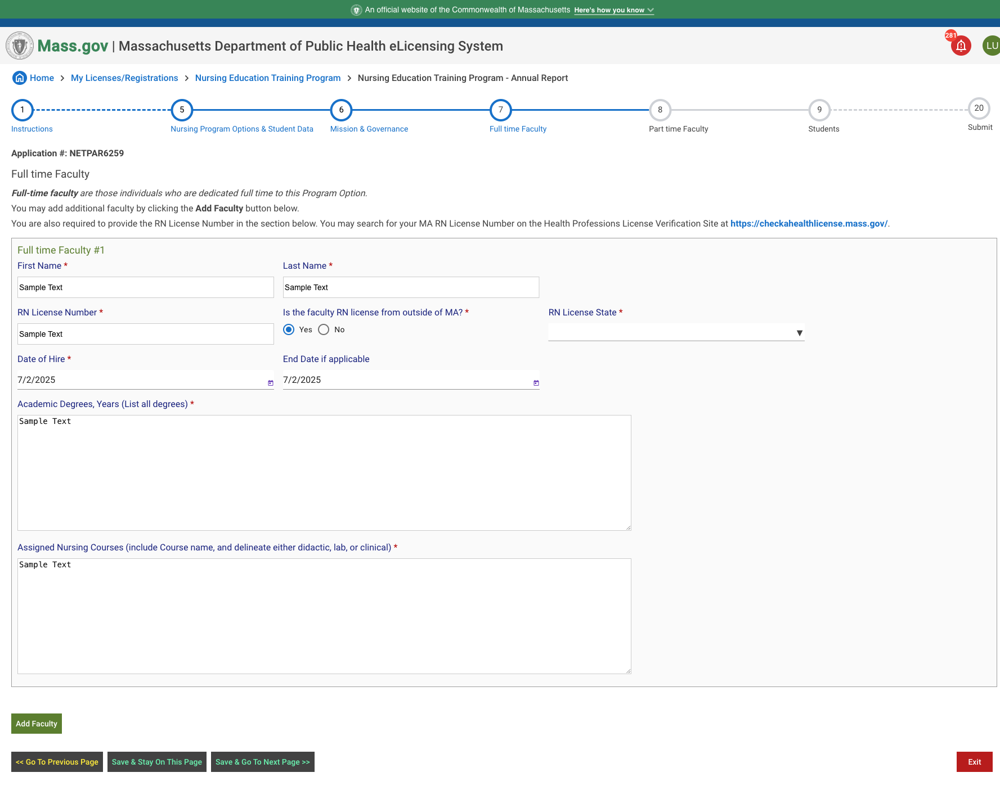 An official website of the Commonwealth of Massachusetts Here's how you know
Mass.gov | Massachusetts Department of Public Health eLicensing System
281
LU
Home > My Licenses/Registrations > Nursing Education Training Program > Nursing Education Training Program - Annual Report
1 5 6 7 8 9 20
Instructions Nursing Program Options & Student Data Mission & Governance Full time Faculty Part time Faculty Students Submit
Application #: NETPAR6259
Full time Faculty
Full-time faculty are those individuals who are dedicated full time to this Program Option.
You may add additional faculty by clicking the Add Faculty button below.
You are also required to provide the RN License Number in the section below. You may search for your MA RN License Number on the Health Professions License Verification Site at https://checkahealthlicense.mass.gov/.
Full time Faculty #1
First Name * Last Name *
Sample Text Sample Text
RN License Number * Is the faculty RN license from outside of MA? * RN License State *
Sample Text Yes No
Date of Hire * End Date if applicable
7/2/2025 7/2/2025
Academic Degrees, Years (List all degrees) *
Sample Text
Assigned Nursing Courses (include Course name, and delineate either didactic, lab, or clinical) *
Sample Text
Add Faculty
<< Go To Previous Page Save & Stay On This Page Save & Go To Next Page >> Exit